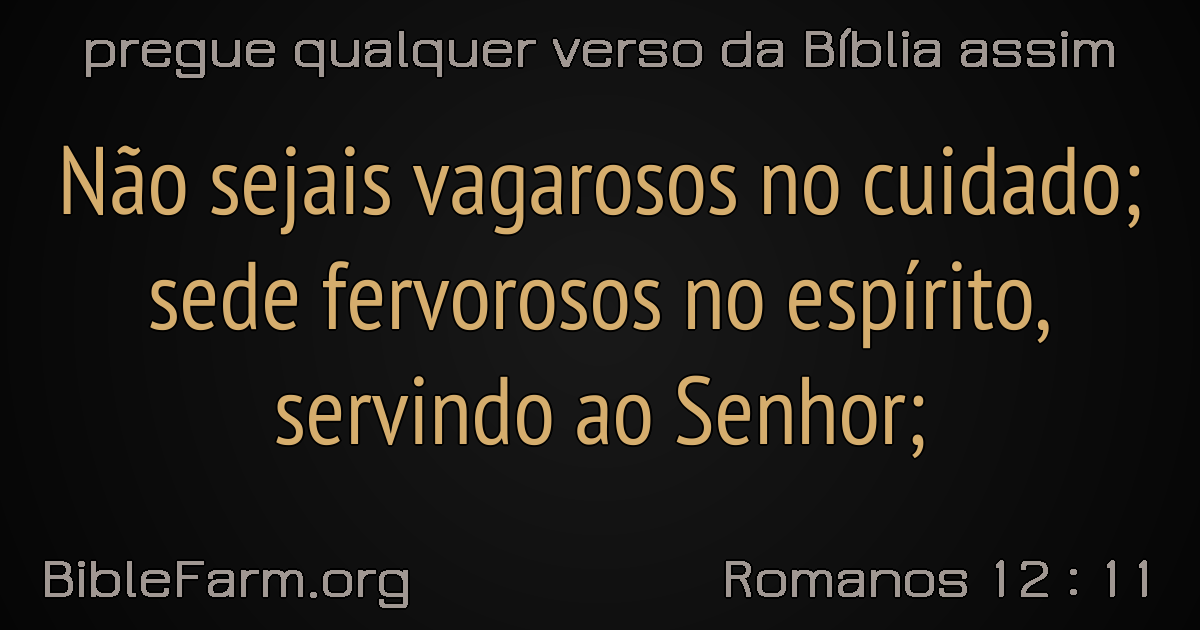 pregue qualquer verso da Bíblia assim
Não sejais vagarosos no cuidado;
sede fervorosos no espírito,
servindo ao Senhor;
BibleFarm.org
Romanos 12 : 11